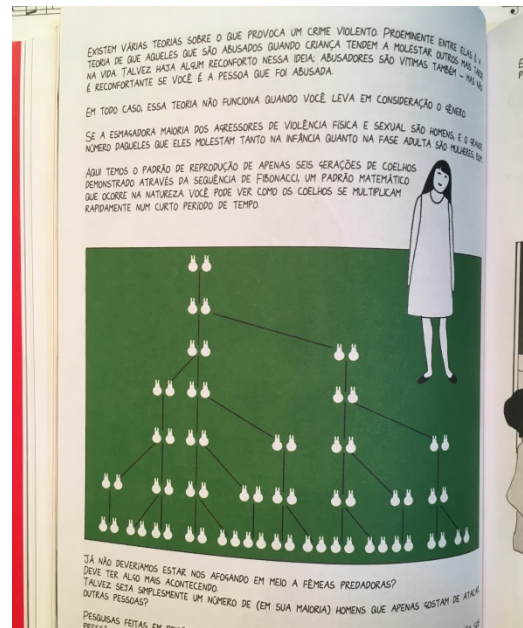 EXISTEM VÁRIAS TEORIAS SOBRE O QUE PROVOCA UM CRIME VIOLENTO. PROEMINENTE ENTRE ELAS É A
TEORIA DE QUE AQUELES QUE SÃO ABUSADOS QUANDO CRIANÇA TENDEM A MOLESTAR OUTROS MAIS TARDE
NA VIDA. TALVEZ HAJA ALGUM RECONFORTO NESSA IDEIA; ABUSADORES SÃO VÍTIMAS TAMBÉM – MAS NÃO
É RECONFORTANTE SE VOCÊ É A PESSOA QUE FOI ABUSADA.
EM TODO CASO, ESSA TEORIA NÃO FUNCIONA QUANDO VOCÊ LEVA EM CONSIDERAÇÃO O GÊNERO.
SE A ESMAGADORA MAIORIA DOS AGRESSORES DE VIOLÊNCIA FÍSICA E SEXUAL SÃO HOMENS, E O GRANDE
NÚMERO DAQUELES QUE ELES MOLESTAM TANTO NA INFÂNCIA QUANTO NA FASE ADULTA SÃO MULHERES,
AQUI TEMOS O PADRÃO DE REPRODUÇÃO DE APENAS SEIS GERAÇÕES DE COELHOS
DEMONSTRADO ATRAVÉS DA SEQUÊNCIA DE FIBONACCI, UM PADRÃO MATEMÁTICO
QUE OCORRE NA NATUREZA. VOCÊ PODE VER COMO OS COELHOS SE MULTIPLICAM
RAPIDAMENTE NUM CURTO PERÍODO DE TEMPO.
JÁ NÃO DEVERÍAMOS ESTAR NOS AFOGANDO EM MEIO A FÊMEAS PREDADORAS?
DEVE TER ALGO MAIS ACONTECENDO.
TALVEZ SEJA SIMPLESMENTE UM NÚMERO DE (EM SUA MAIORIA) HOMENS QUE APENAS GOSTAM DE ATACAR
OUTRAS PESSOAS?
PESQUISAS FEITAS EM